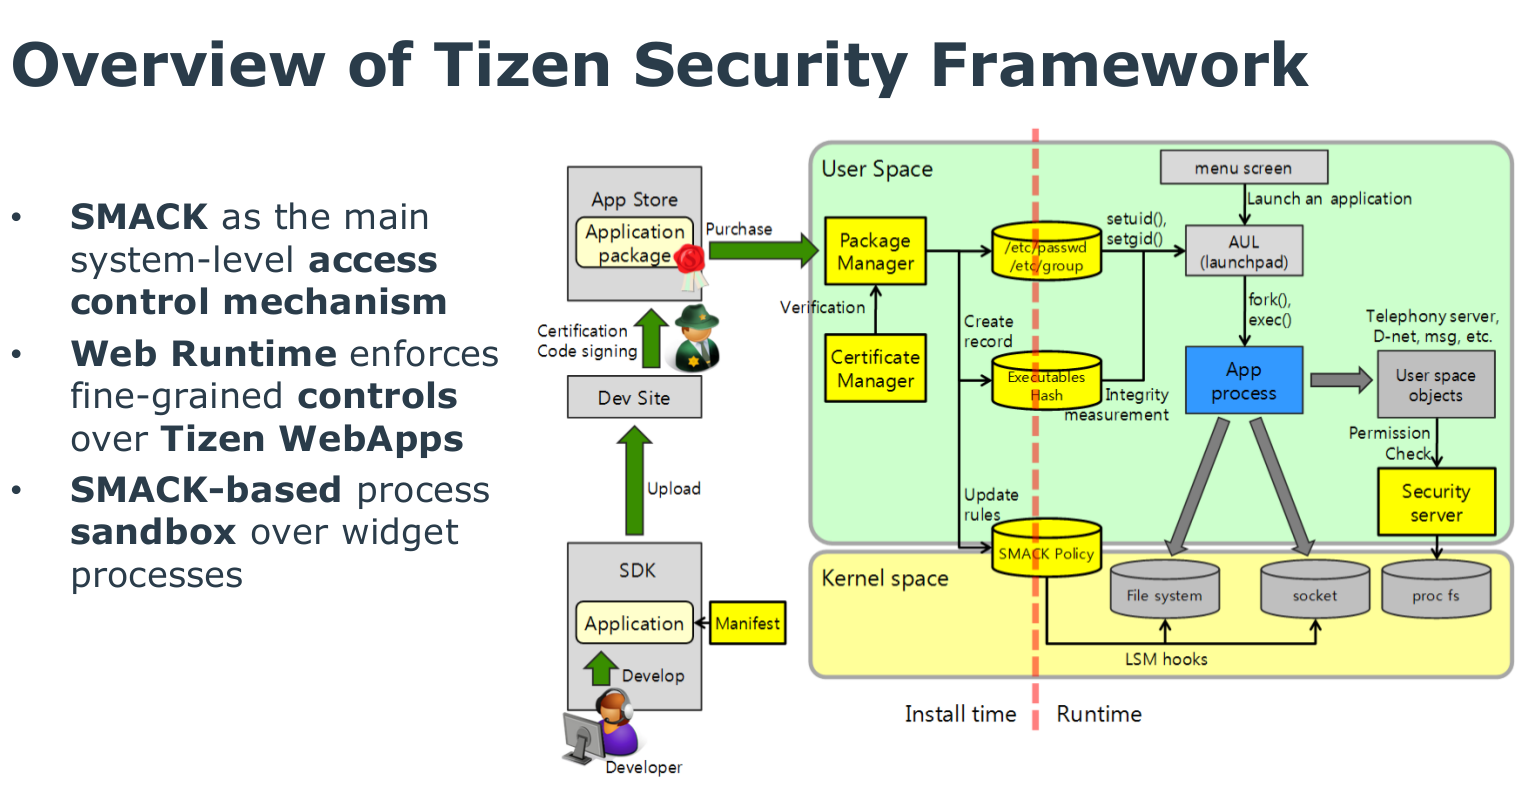 Overview of Tizen Security Framework
• SMACK as the main
system-level access
control mechanism
• Web Runtime enforces
fine-grained controls
over Tizen WebApps
• SMACK-based process
sandbox over widget
processes
App Store
Application
package
Purchase
Certification
Code signing
Dev Site
Upload
SDK
Application
Manifest
Develop
Developer
User Space
Package
Manager
Verification
Certificate
Manager
/etc/passwd
/etc/group
Create
record
Executables
Hash
Integrity
measurement
Update
rules
SMACK Policy
setuid(),
setgid()
menu screen
Launch an application
AUL
(launchpad)
fork(),
exec()
App
process
Telephony server,
D-net, msg, etc.
User space
objects
Permission
Check
Security
server
Kernel space
File system
socket
proc fs
LSM hooks
Install time
Runtime